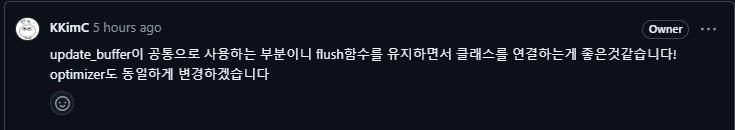 KKimC 5 hours ago
Owner
update_buffer이 공통으로 사용하는 부분이니 flush함수를 유지하면서 클래스를 연결하는게 좋은것같습니다!
optimizer도 동일하게 변경하겠습니다